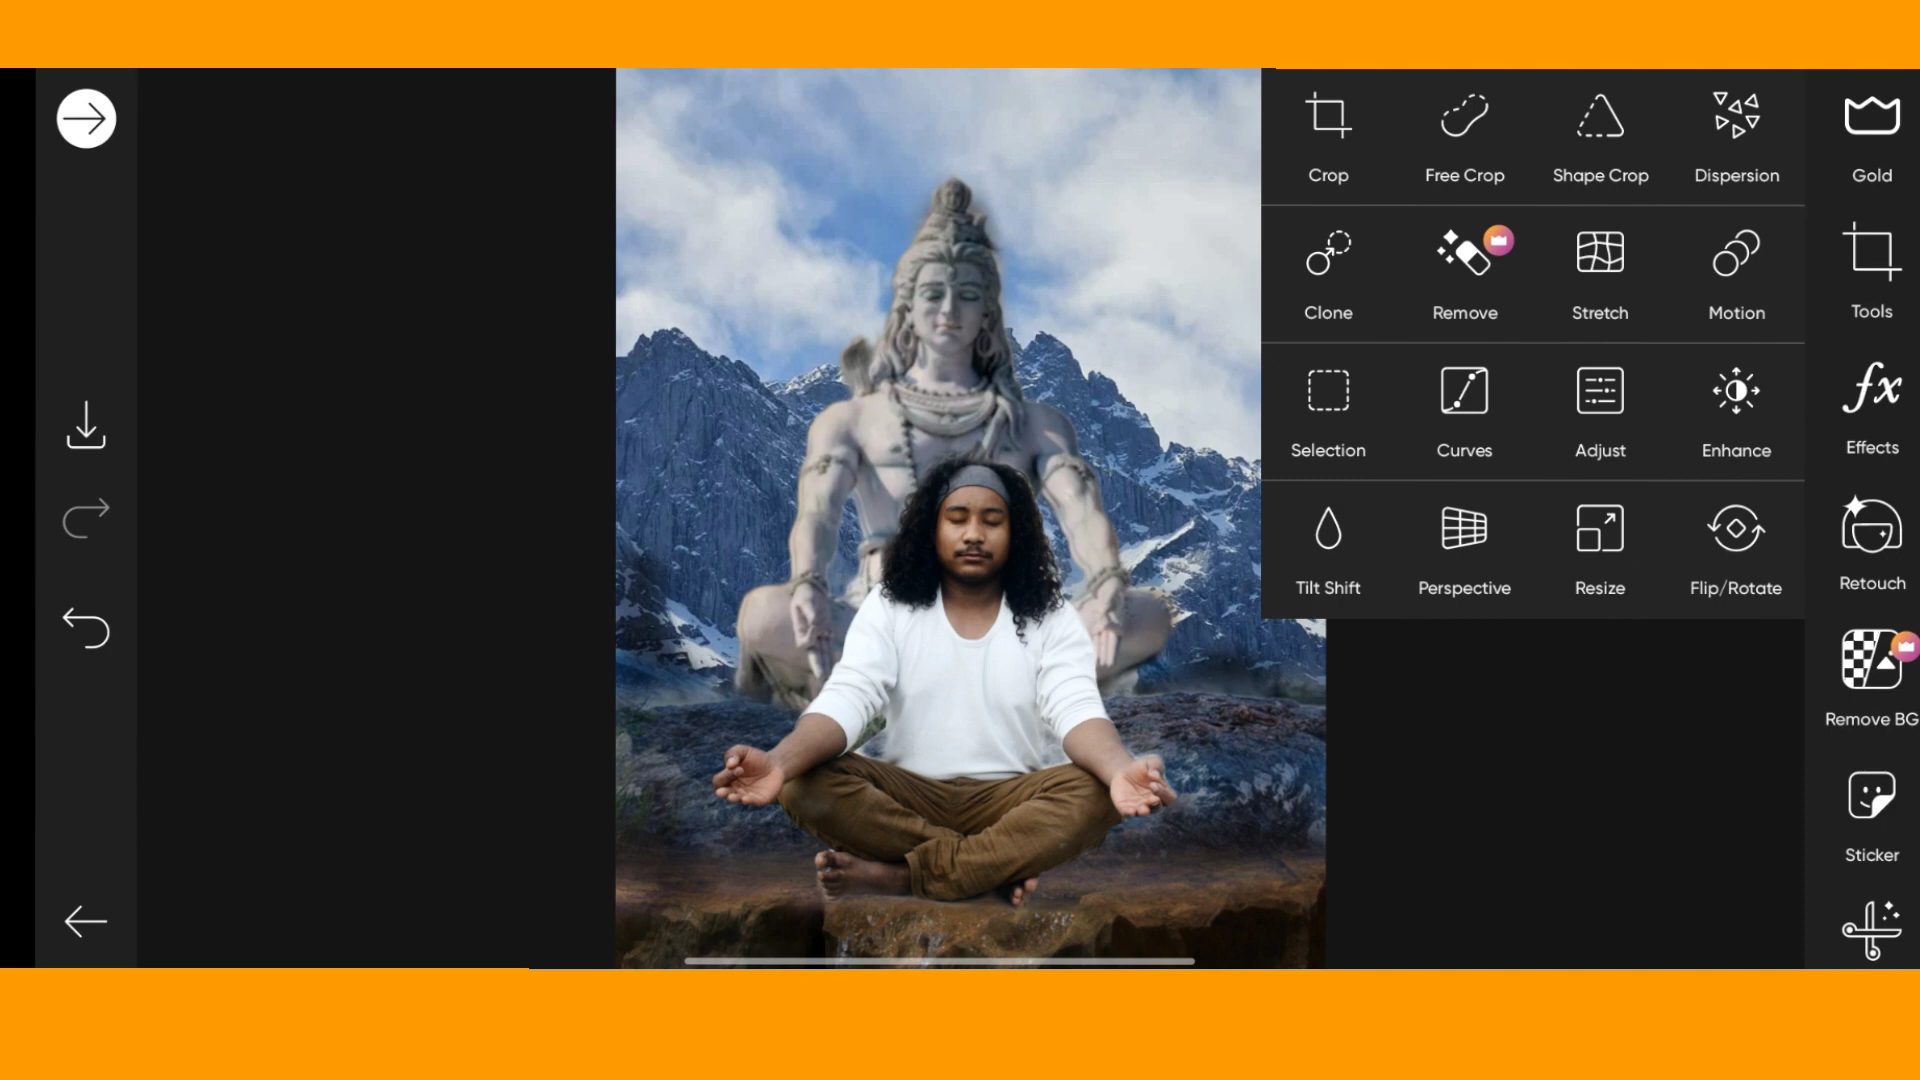 Crop Free Crop Shape Crop Dispersion Gold
Clone Remove Stretch Motion Tools
Selection Curves Adjust Enhance Effects
Tilt Shift Perspective Resize Flip/Rotate Retouch
Remove BG
Sticker
fx